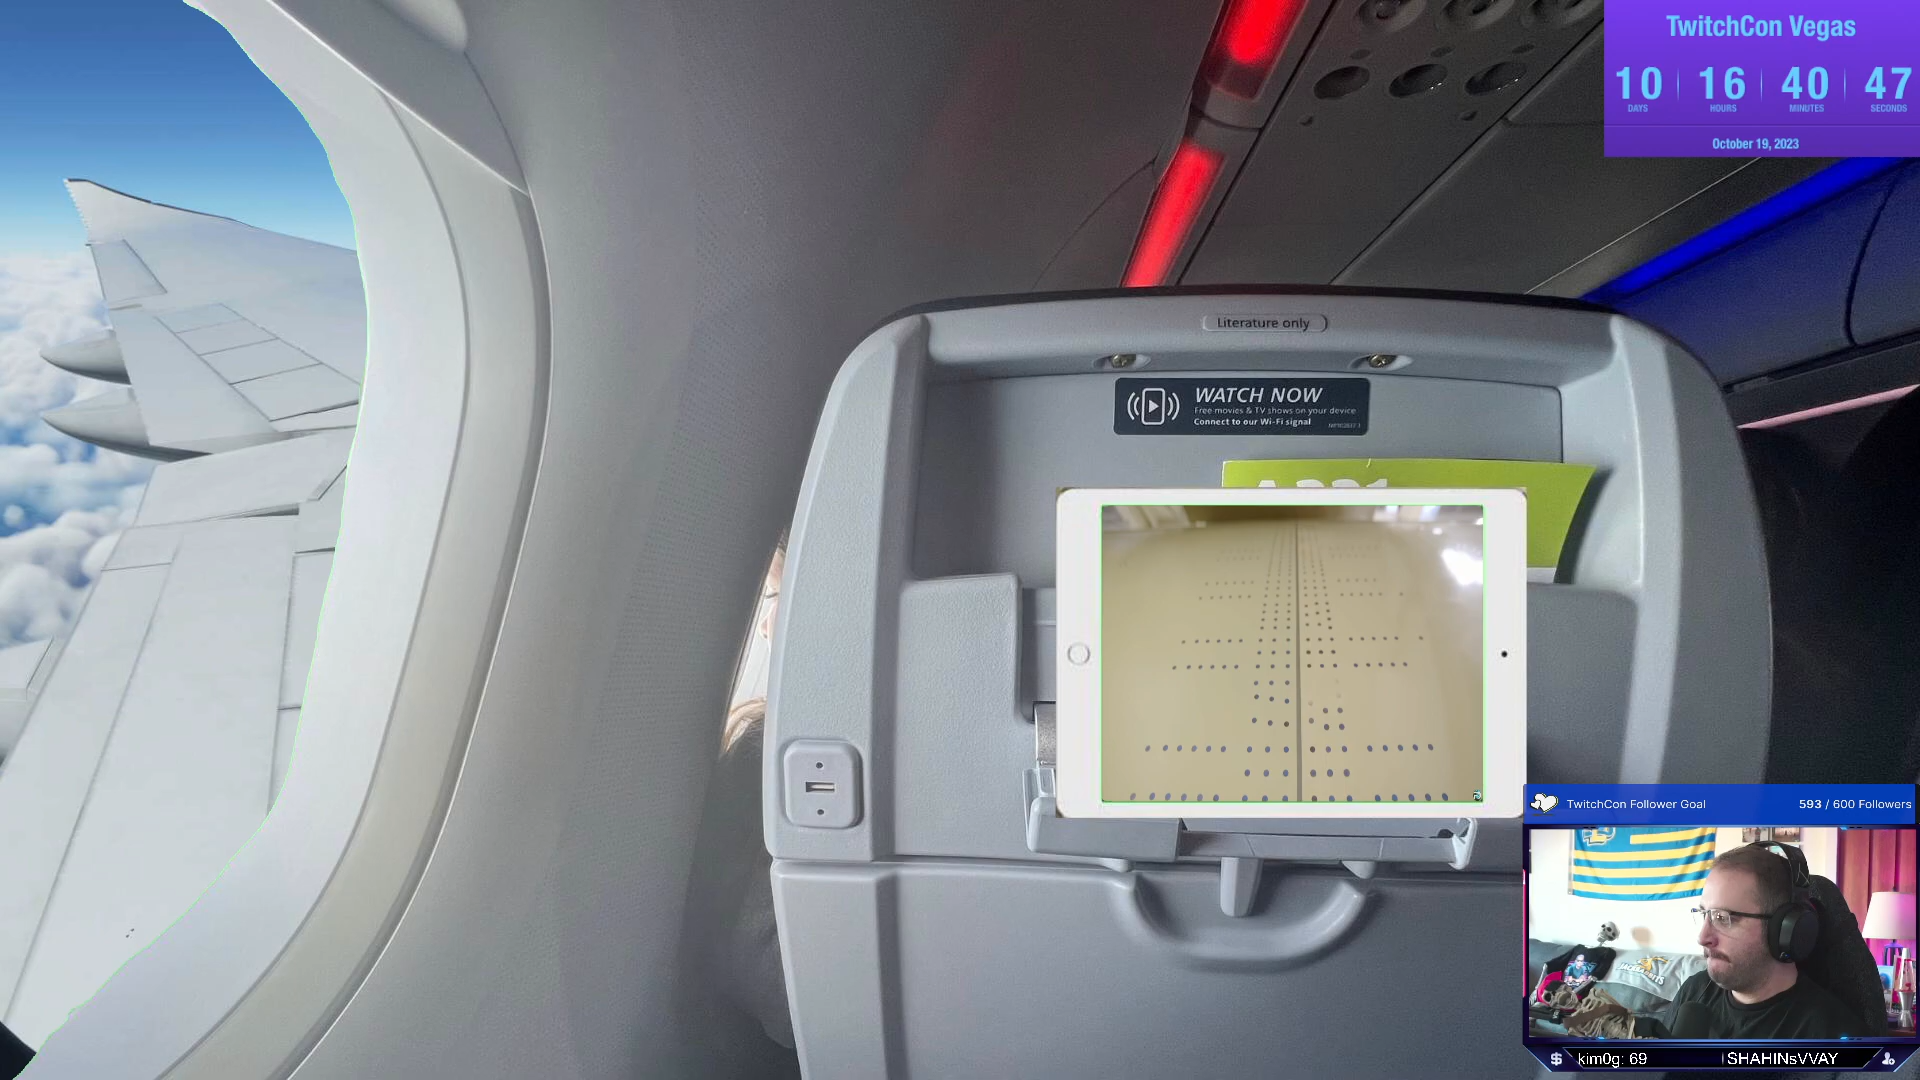 TwitchCon Vegas
10 16 40 47
DAYS HOURS MINUTES SECONDS
October 19, 2023
Literature only
WATCH NOW
Free movies & TV shows on your device
Connect to our Wi-Fi signal
TwitchCon Follower Goal 593 / 600 Followers
$ kim0g: 69 SHAHINsVVAY